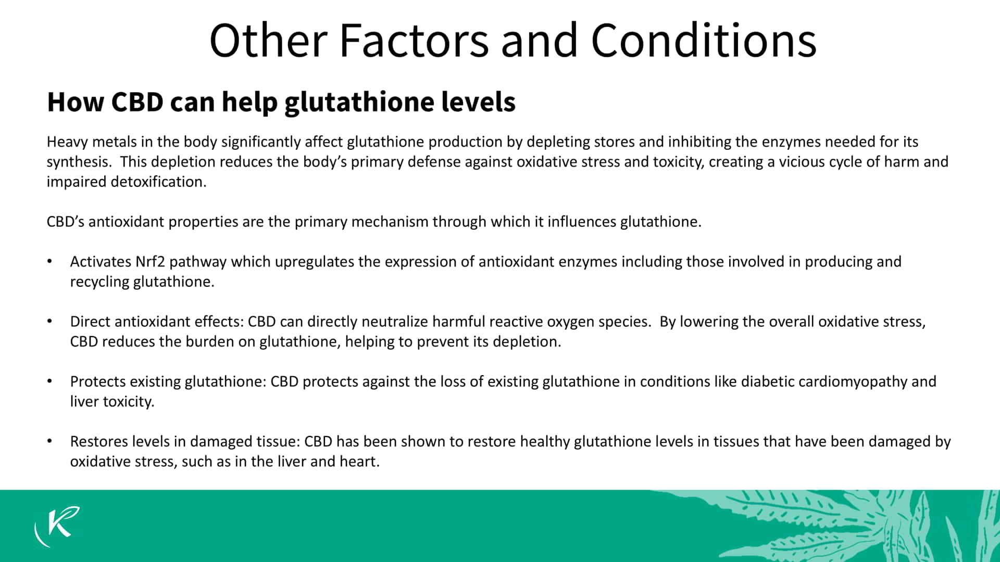 Other Factors and Conditions
How CBD can help glutathione levels
Heavy metals in the body significantly affect glutathione production by depleting stores and inhibiting the enzymes needed for its
synthesis.  This depletion reduces the body’s primary defense against oxidative stress and toxicity, creating a vicious cycle of harm and
impaired detoxification.
CBD’s antioxidant properties are the primary mechanism through which it influences glutathione.
• Activates Nrf2 pathway which upregulates the expression of antioxidant enzymes including those involved in producing and
recycling glutathione.
• Direct antioxidant effects: CBD can directly neutralize harmful reactive oxygen species.  By lowering the overall oxidative stress,
CBD reduces the burden on glutathione, helping to prevent its depletion.
• Protects existing glutathione: CBD protects against the loss of existing glutathione in conditions like diabetic cardiomyopathy and
liver toxicity.
• Restores levels in damaged tissue: CBD has been shown to restore healthy glutathione levels in tissues that have been damaged by
oxidative stress, such as in the liver and heart.
K